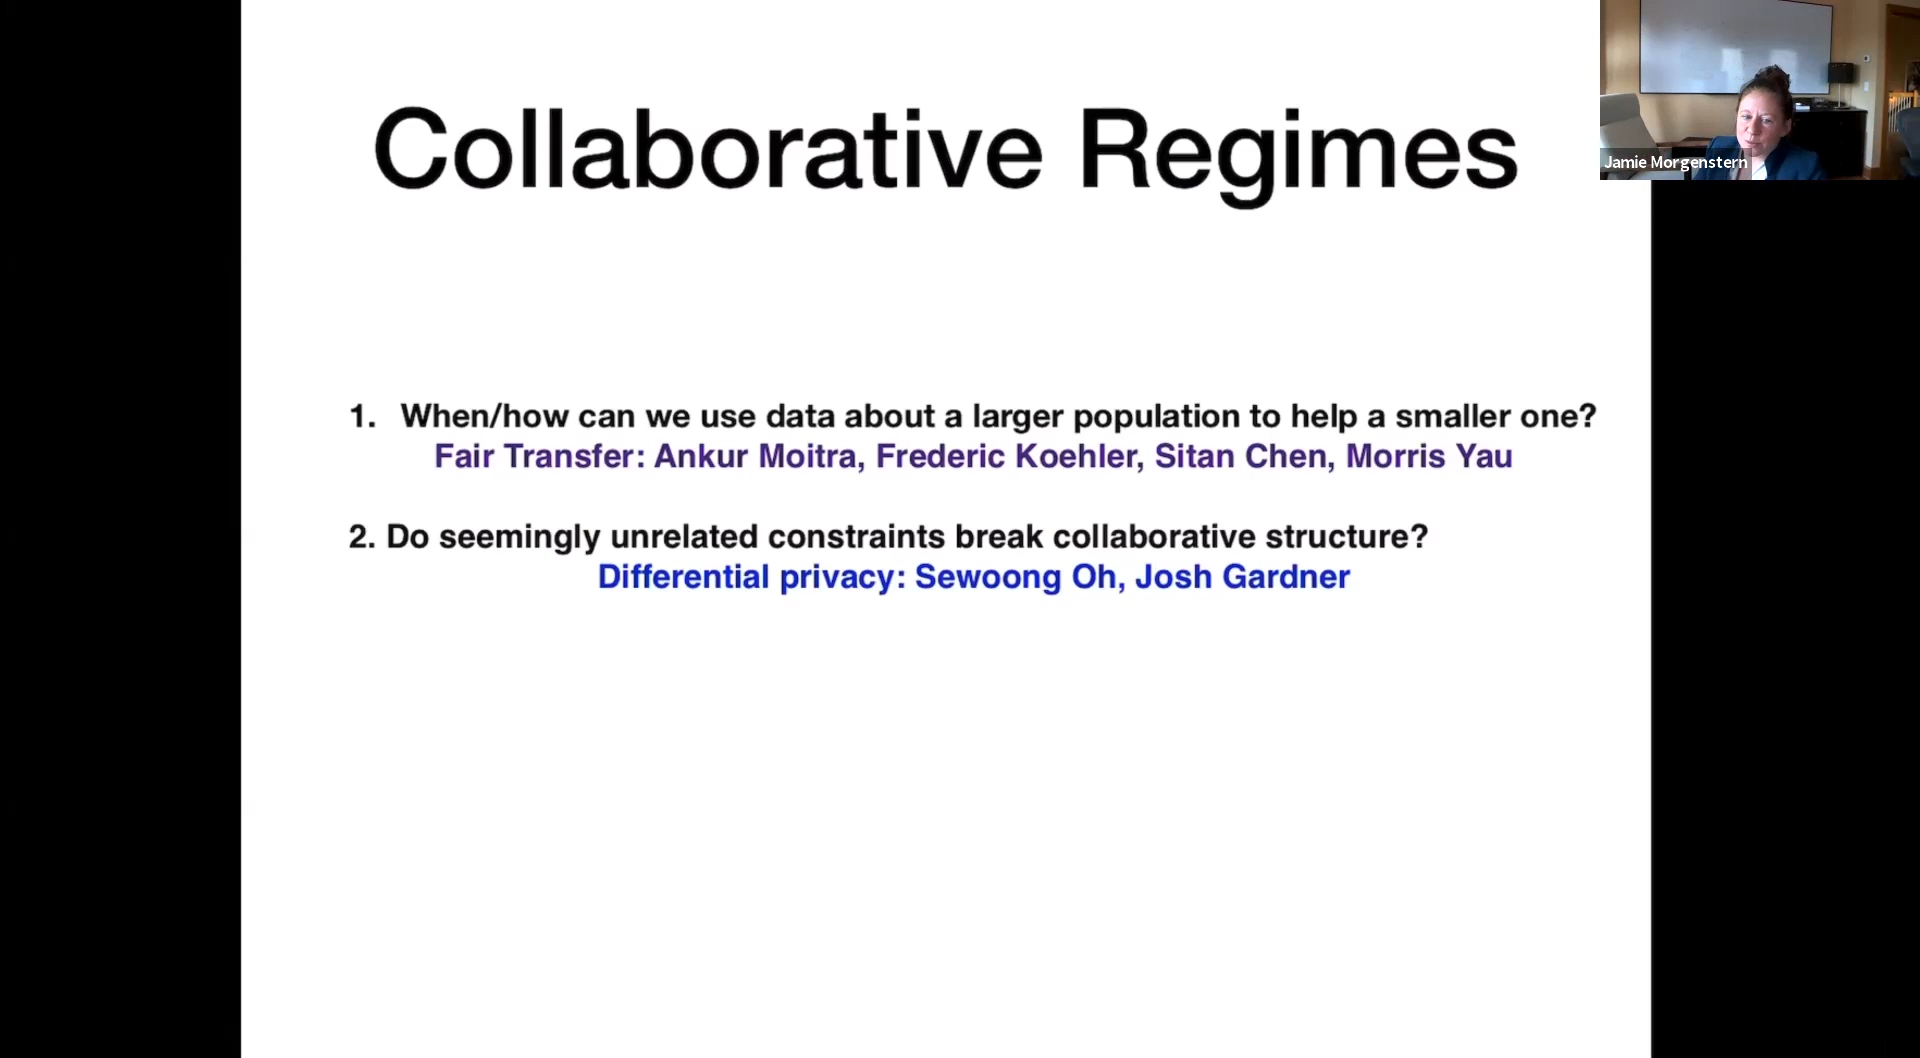 Collaborative Regimes
Jamie Morgenstern
1. When/how can we use data about a larger population to help a smaller one?
Fair Transfer: Ankur Moitra, Frederic Koehler, Sitan Chen, Morris Yau
2. Do seemingly unrelated constraints break collaborative structure?
Differential privacy: Sewoong Oh, Josh Gardner